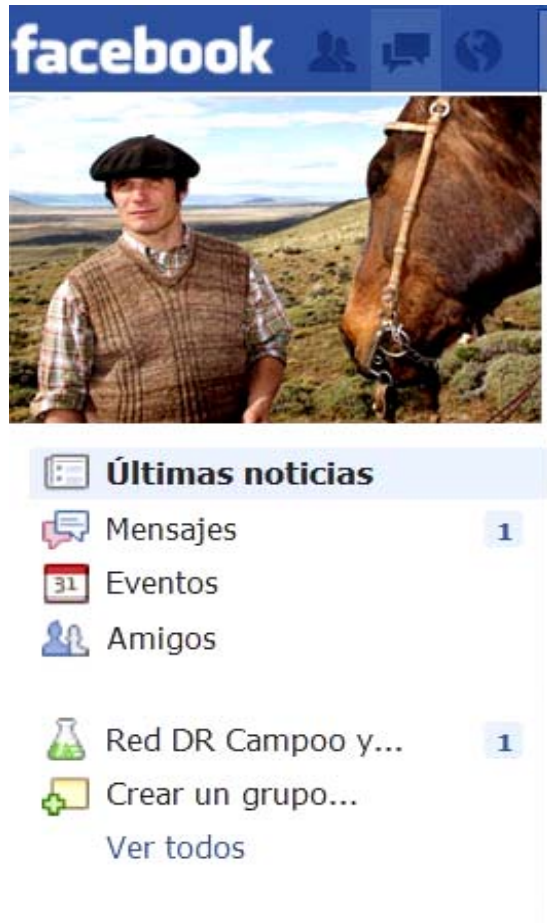 facebook
Últimas noticias
Mensajes 1
31 Eventos
Amigos
Red DR Campoo y... 1
Crear un grupo...
Ver todos